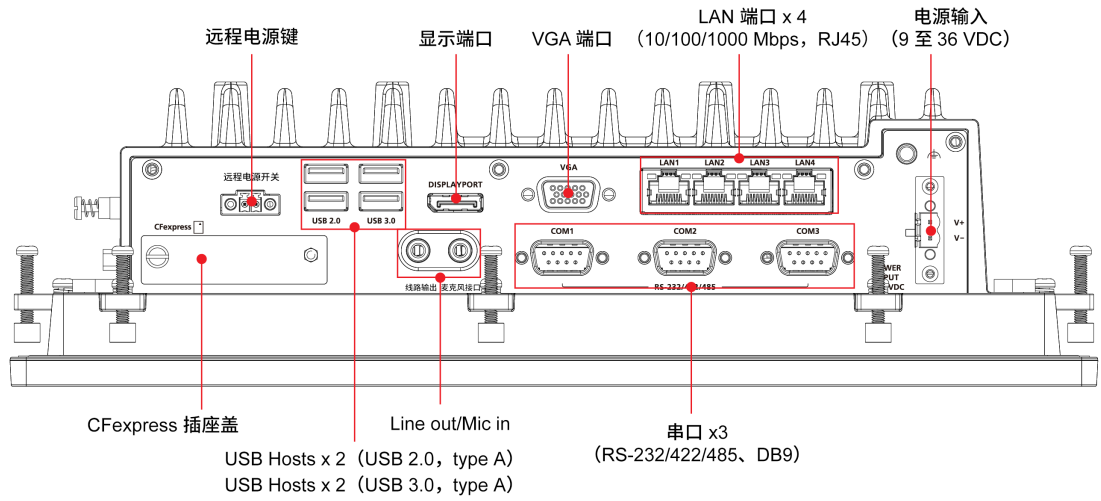 远程电源键
显示端口
VGA 端口
LAN 端口 x 4
（10/100/1000 Mbps，RJ45）
电源输入
（9 至 36 VDC）
远程电源开关
CFexpress
USB 2.0
USB 3.0
DISPLAYPORT
VGA
LAN1
LAN2
LAN3
LAN4
V+
V−
COM1
COM2
COM3
线路输出
麦克风接口
VDC
CFexpress 插座盖
Line out/Mic in
USB Hosts x 2（USB 2.0，type A）
USB Hosts x 2（USB 3.0，type A）
串口 x3
（RS-232/422/485、DB9）